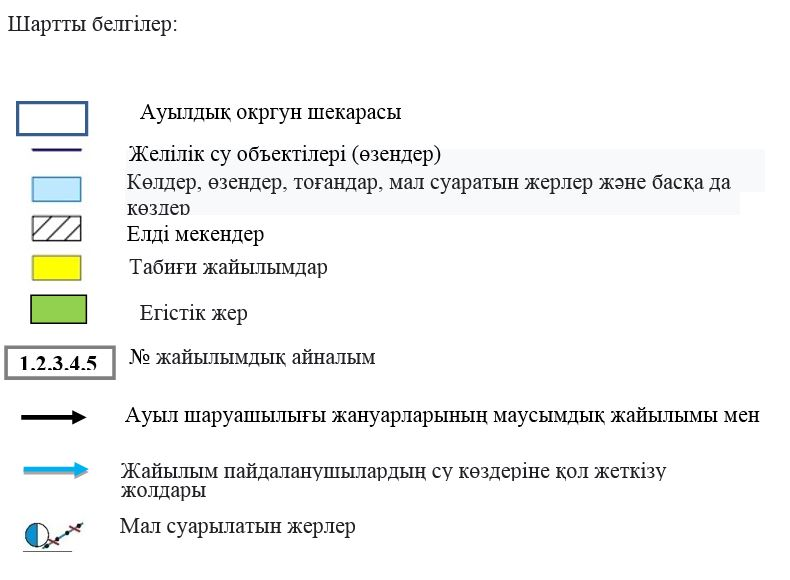 Шартты белгілер:
Ауылдық окргун шекарасы
Желілік су объектілері (өзендер)
Көлдер, өзендер, тоғандар, мал суаратын жерлер және басқа да
көздер
Елді мекендер
Табиғи жайылымдар
Егістік жер
1.2.3.4.5 № жайылымдық айналым
Ауыл шаруашылығы жануарларының маусымдық жайылымы мен
Жайылым пайдаланушылардың су көздеріне қол жеткізу
жолдары
Мал суарылатын жерлер